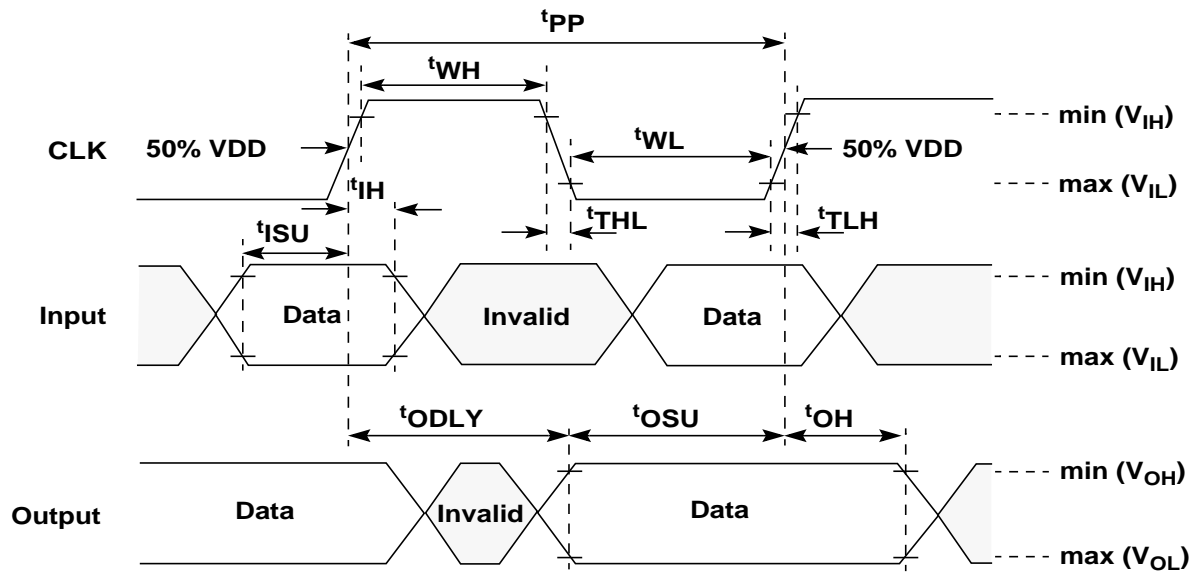 tPP
tWH
min (VIH)
CLK 50% VDD tWL 50% VDD
max (VIL)
tIH
tTHL tTLH
tISU
min (VIH)
Input Data Invalid Data
max (VIL)
tODLY tOSU tOH
min (VOH)
Output Data Invalid Data
max (VOL)